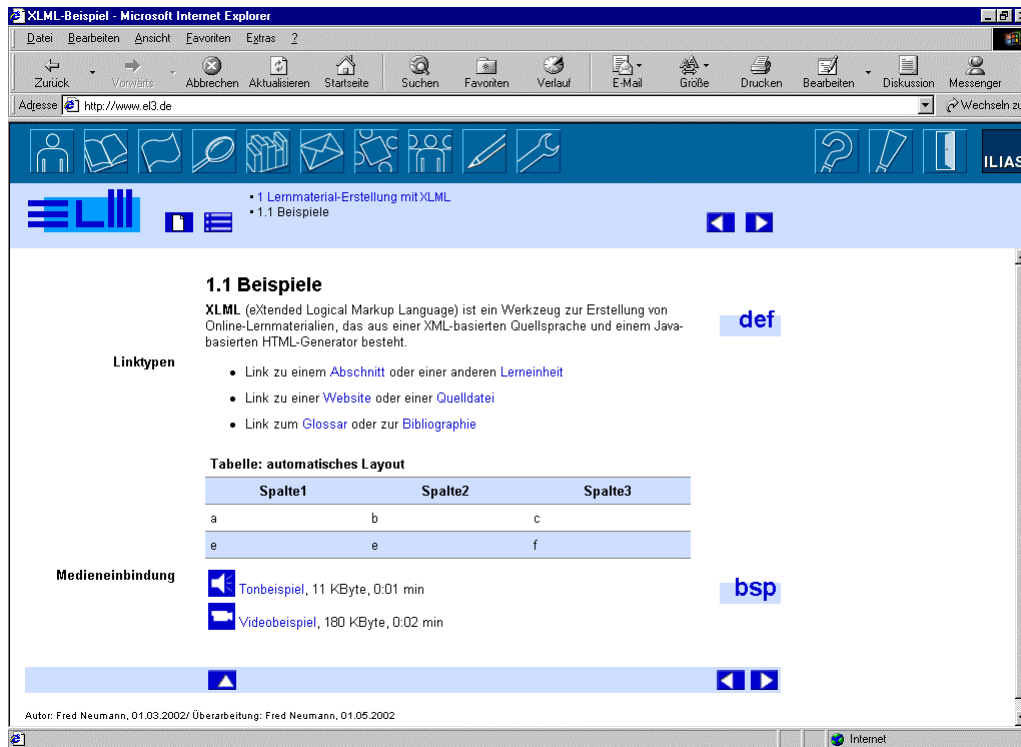 XLML-Beispiel - Microsoft Internet Explorer
Datei Bearbeiten Ansicht Favoriten Extras ?
Zurück Vorwärts Abbrechen Aktualisieren Startseite Suchen Favoriten Verlauf E-Mail Größe Drucken Bearbeiten Diskussion Messenger
Adresse http://www.el3.de Wechseln zu
ILIAS
▪ 1 Lernmaterial-Erstellung mit XLML
▪ 1.1 Beispiele
1.1 Beispiele
XLML (eXtended Logical Markup Language) ist ein Werkzeug zur Erstellung von
Online-Lernmaterialien, das aus einer XML-basierten Quellsprache und einem Java-
basierten HTML-Generator besteht.
def
Linktypen
• Link zu einem Abschnitt oder einer anderen Lerneinheit
• Link zu einer Website oder einer Quelldatei
• Link zum Glossar oder zur Bibliographie
Tabelle: automatisches Layout
Spalte1 Spalte2 Spalte3
a b c
e e f
Medieneinbindung
Tonbeispiel, 11 KByte, 0:01 min
bsp
Videobeispiel, 180 KByte, 0:02 min
Autor: Fred Neumann, 01.03.2002/ Überarbeitung: Fred Neumann, 01.05.2002
Internet